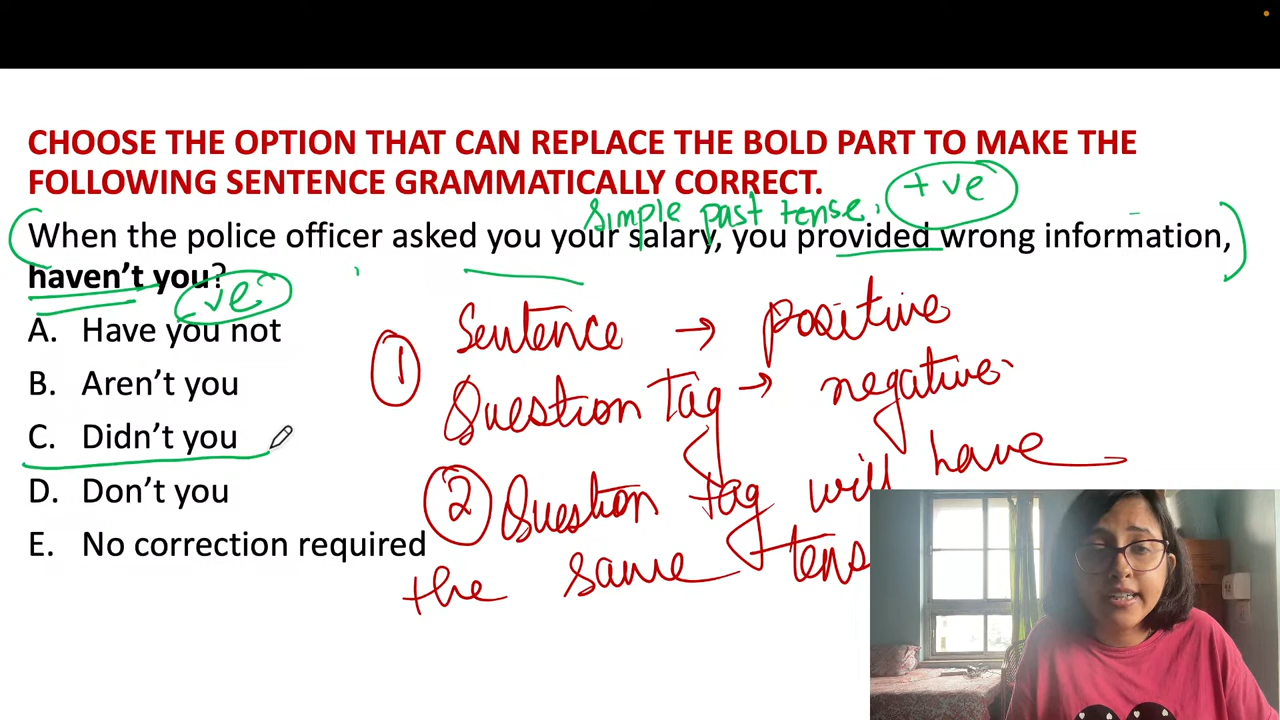 CHOOSE THE OPTION THAT CAN REPLACE THE BOLD PART TO MAKE THE
FOLLOWING SENTENCE GRAMMATICALLY CORRECT.
+ve
simple past tense.
When the police officer asked you your salary, you provided wrong information,
haven't you?
-ve
A. Have you not
B. Aren't you
C. Didn't you
D. Don't you
E. No correction required
① Sentence → positive
Question tag → negative
② Question tag will have
the same tens